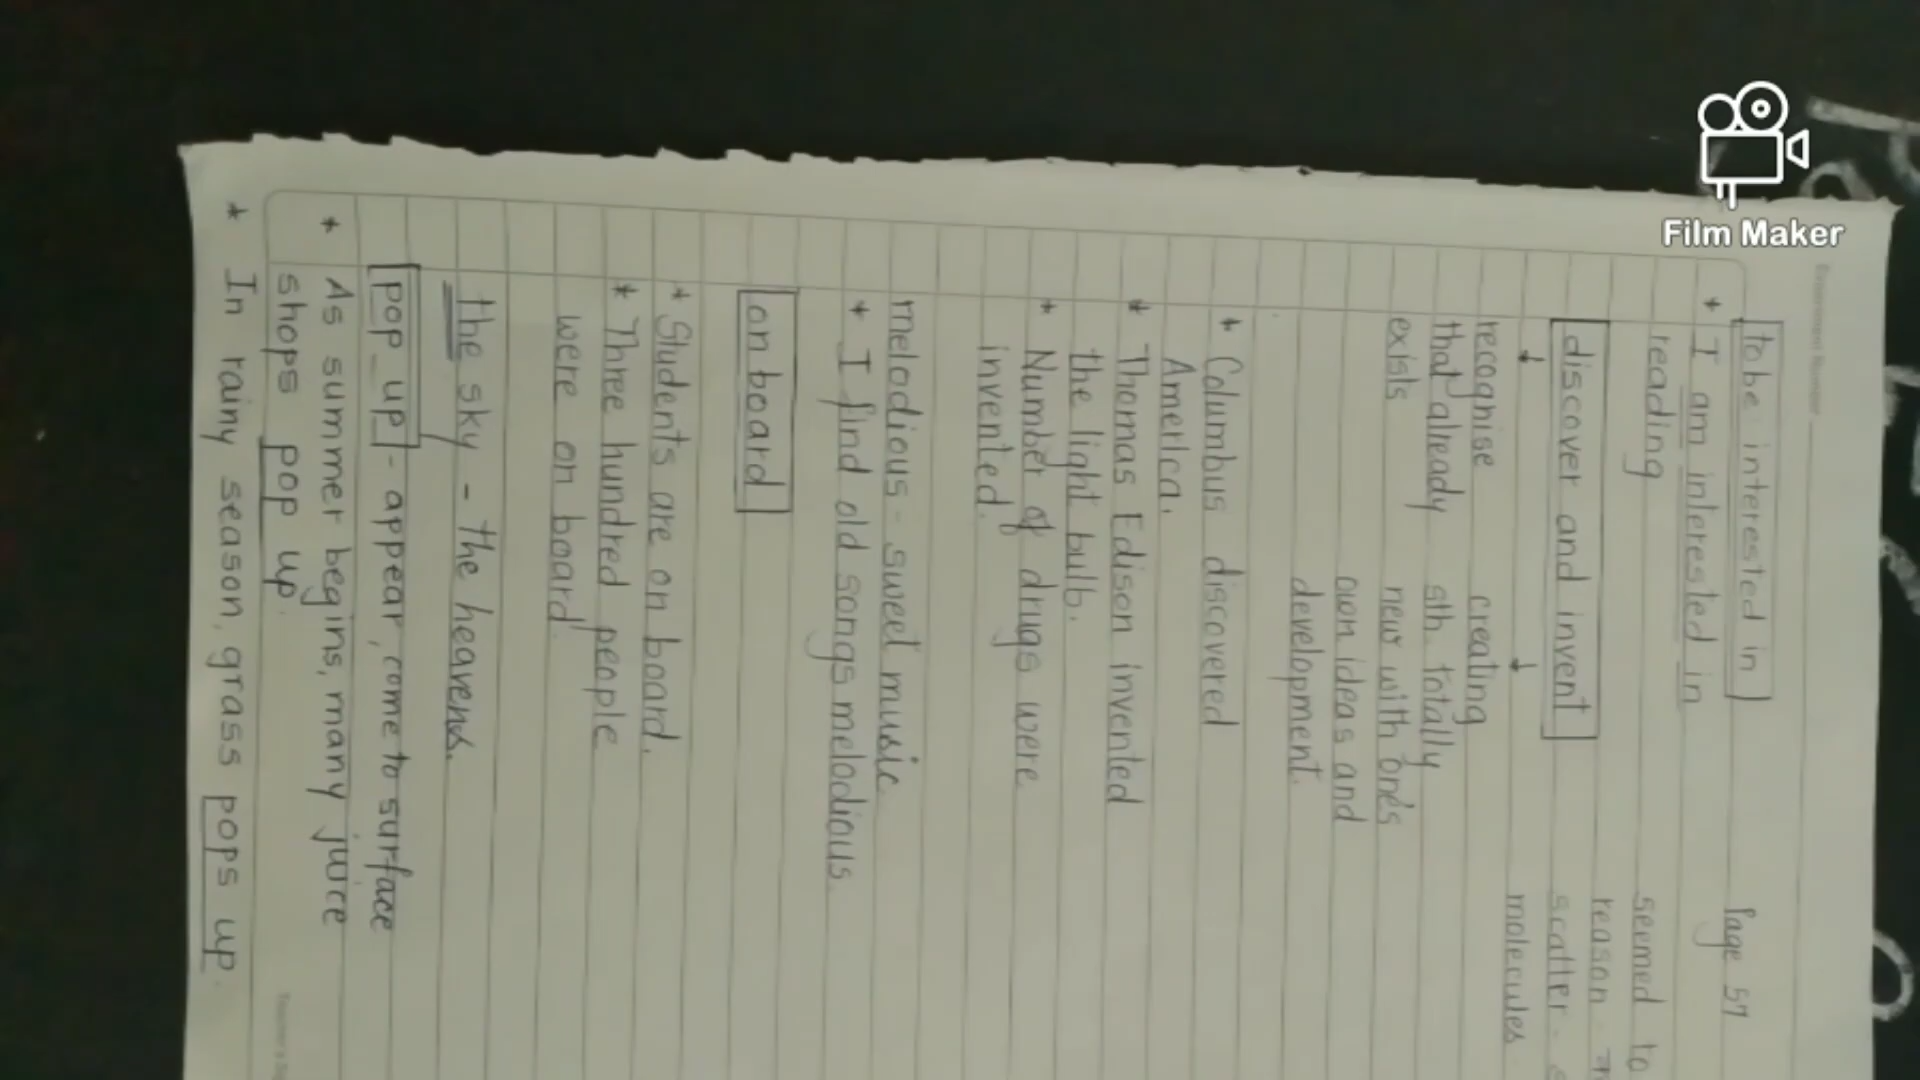 Film Maker
to be interested in
Page 57
* I am interested in
reading
seemed to
discover and invent
reason
scatter
recognise creating
molecules
that already sth. totally
exists new with one's
own ideas and
development.
* Columbus discovered
America.
* Thomas Edison invented
the light bulb.
* Number of drugs were
invented.
melodious - sweet music
* I find old songs melodious.
on board
* Students are on board.
* Three hundred people
were on board.
the sky - the heavens.
pop up - appear, come to surface
* As summer begins, many juice
shops pop up.
* In rainy season, grass pops up.